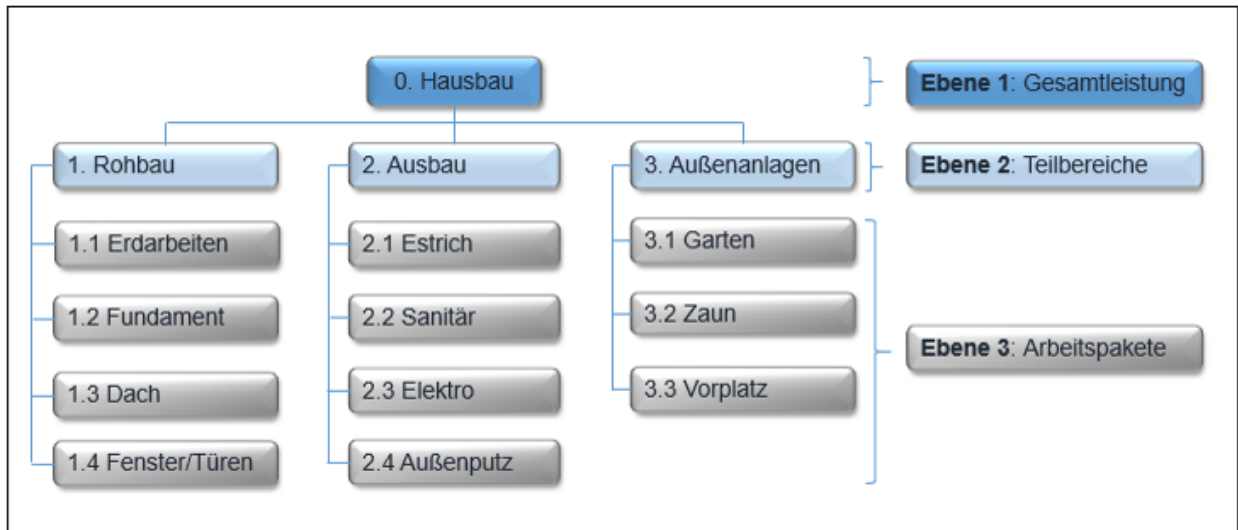 0. Hausbau
Ebene 1: Gesamtleistung
1. Rohbau
2. Ausbau
3. Außenanlagen
Ebene 2: Teilbereiche
1.1 Erdarbeiten
2.1 Estrich
3.1 Garten
1.2 Fundament
2.2 Sanitär
3.2 Zaun
Ebene 3: Arbeitspakete
1.3 Dach
2.3 Elektro
3.3 Vorplatz
1.4 Fenster/Türen
2.4 Außenputz